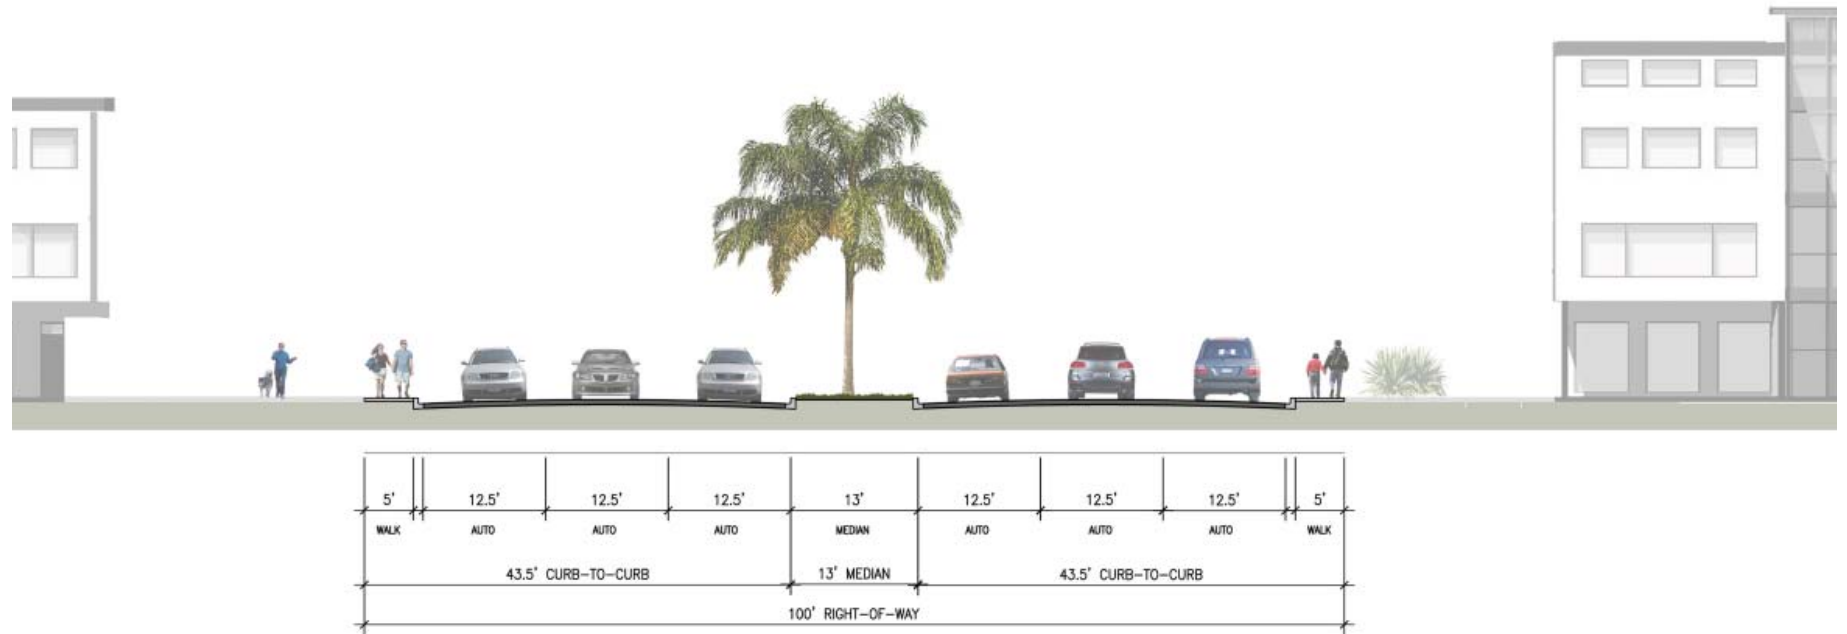 5' 12.5' 12.5' 12.5' 13' 12.5' 12.5' 12.5' 5'
WALK AUTO AUTO AUTO MEDIAN AUTO AUTO AUTO WALK
43.5' CURB-TO-CURB 13' MEDIAN 43.5' CURB-TO-CURB
100' RIGHT-OF-WAY